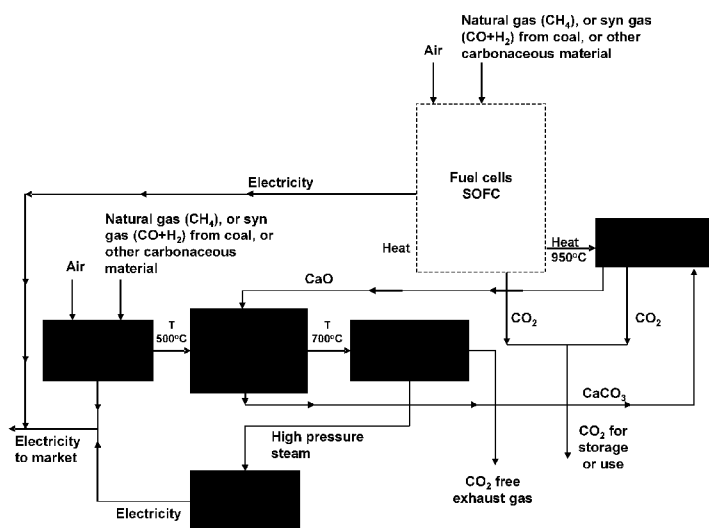 Natural gas (CH4), or syn gas
(CO+H2) from coal, or other
carbonaceous material
Air
Fuel cells
SOFC
Electricity
Natural gas (CH4), or syn
gas (CO+H2) from coal, or
other carbonaceous
material
Air
Heat
Heat
950°C
CaO
CO2
CO2
T
500°C
T
700°C
CaCO3
Electricity
to market
High pressure
steam
CO2 for
storage
or use
CO2 free
exhaust gas
Electricity